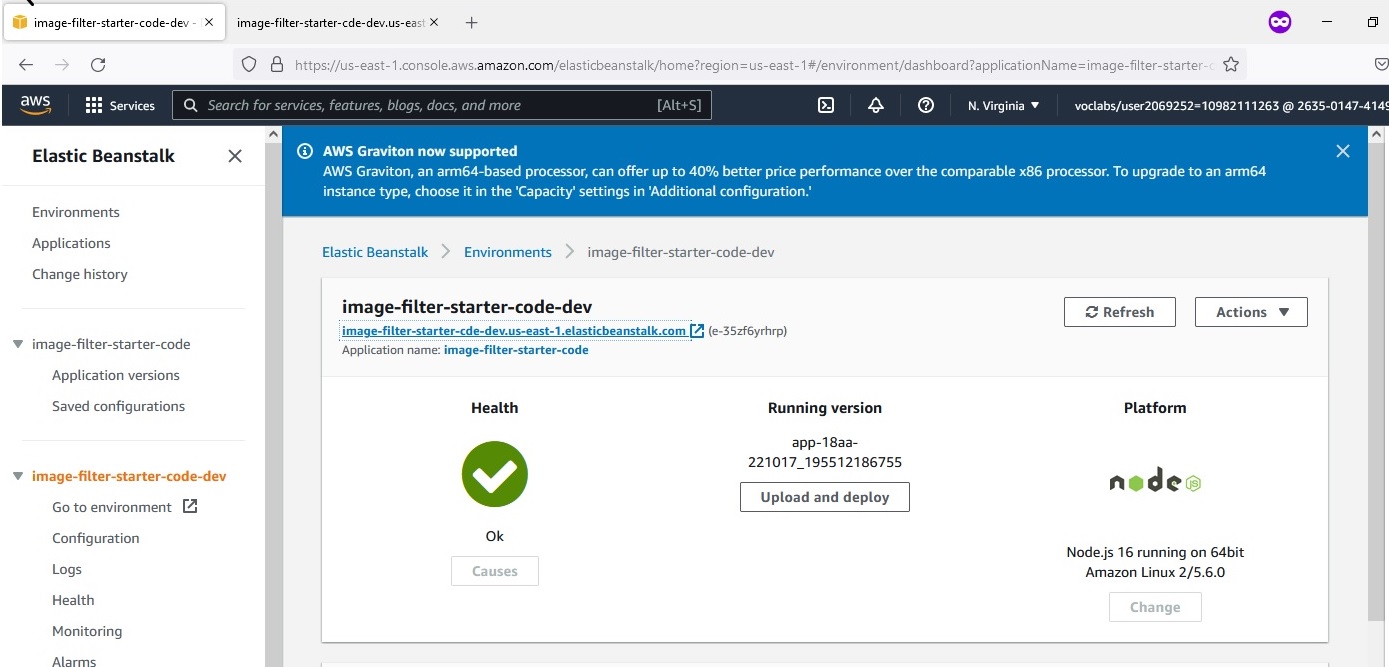 image-filter-starter-code-dev -
image-filter-starter-cde-dev.us-east
https://us-east-1.console.aws.amazon.com/elasticbeanstalk/home?region=us-east-1#/environment/dashboard?applicationName=image-filter-starter-c
aws
Services
Search for services, features, blogs, docs, and more
[Alt+S]
N. Virginia
voclabs/user2069252=10982111263 @ 2635-0147-4149
Elastic Beanstalk
Environments
Applications
Change history
image-filter-starter-code
Application versions
Saved configurations
image-filter-starter-code-dev
Go to environment
Configuration
Logs
Health
Monitoring
Alarms
AWS Graviton now supported
AWS Graviton, an arm64-based processor, can offer up to 40% better price performance over the comparable x86 processor. To upgrade to an arm64
instance type, choose it in the 'Capacity' settings in 'Additional configuration.'
Elastic Beanstalk
Environments
image-filter-starter-code-dev
image-filter-starter-code-dev
image-filter-starter-cde-dev.us-east-1.elasticbeanstalk.com (e-35zf6yrhrp)
Application name: image-filter-starter-code
Refresh
Actions
Health
Ok
Causes
Running version
app-18aa-
221017_195512186755
Upload and deploy
Platform
node
JS
Node.js 16 running on 64bit
Amazon Linux 2/5.6.0
Change